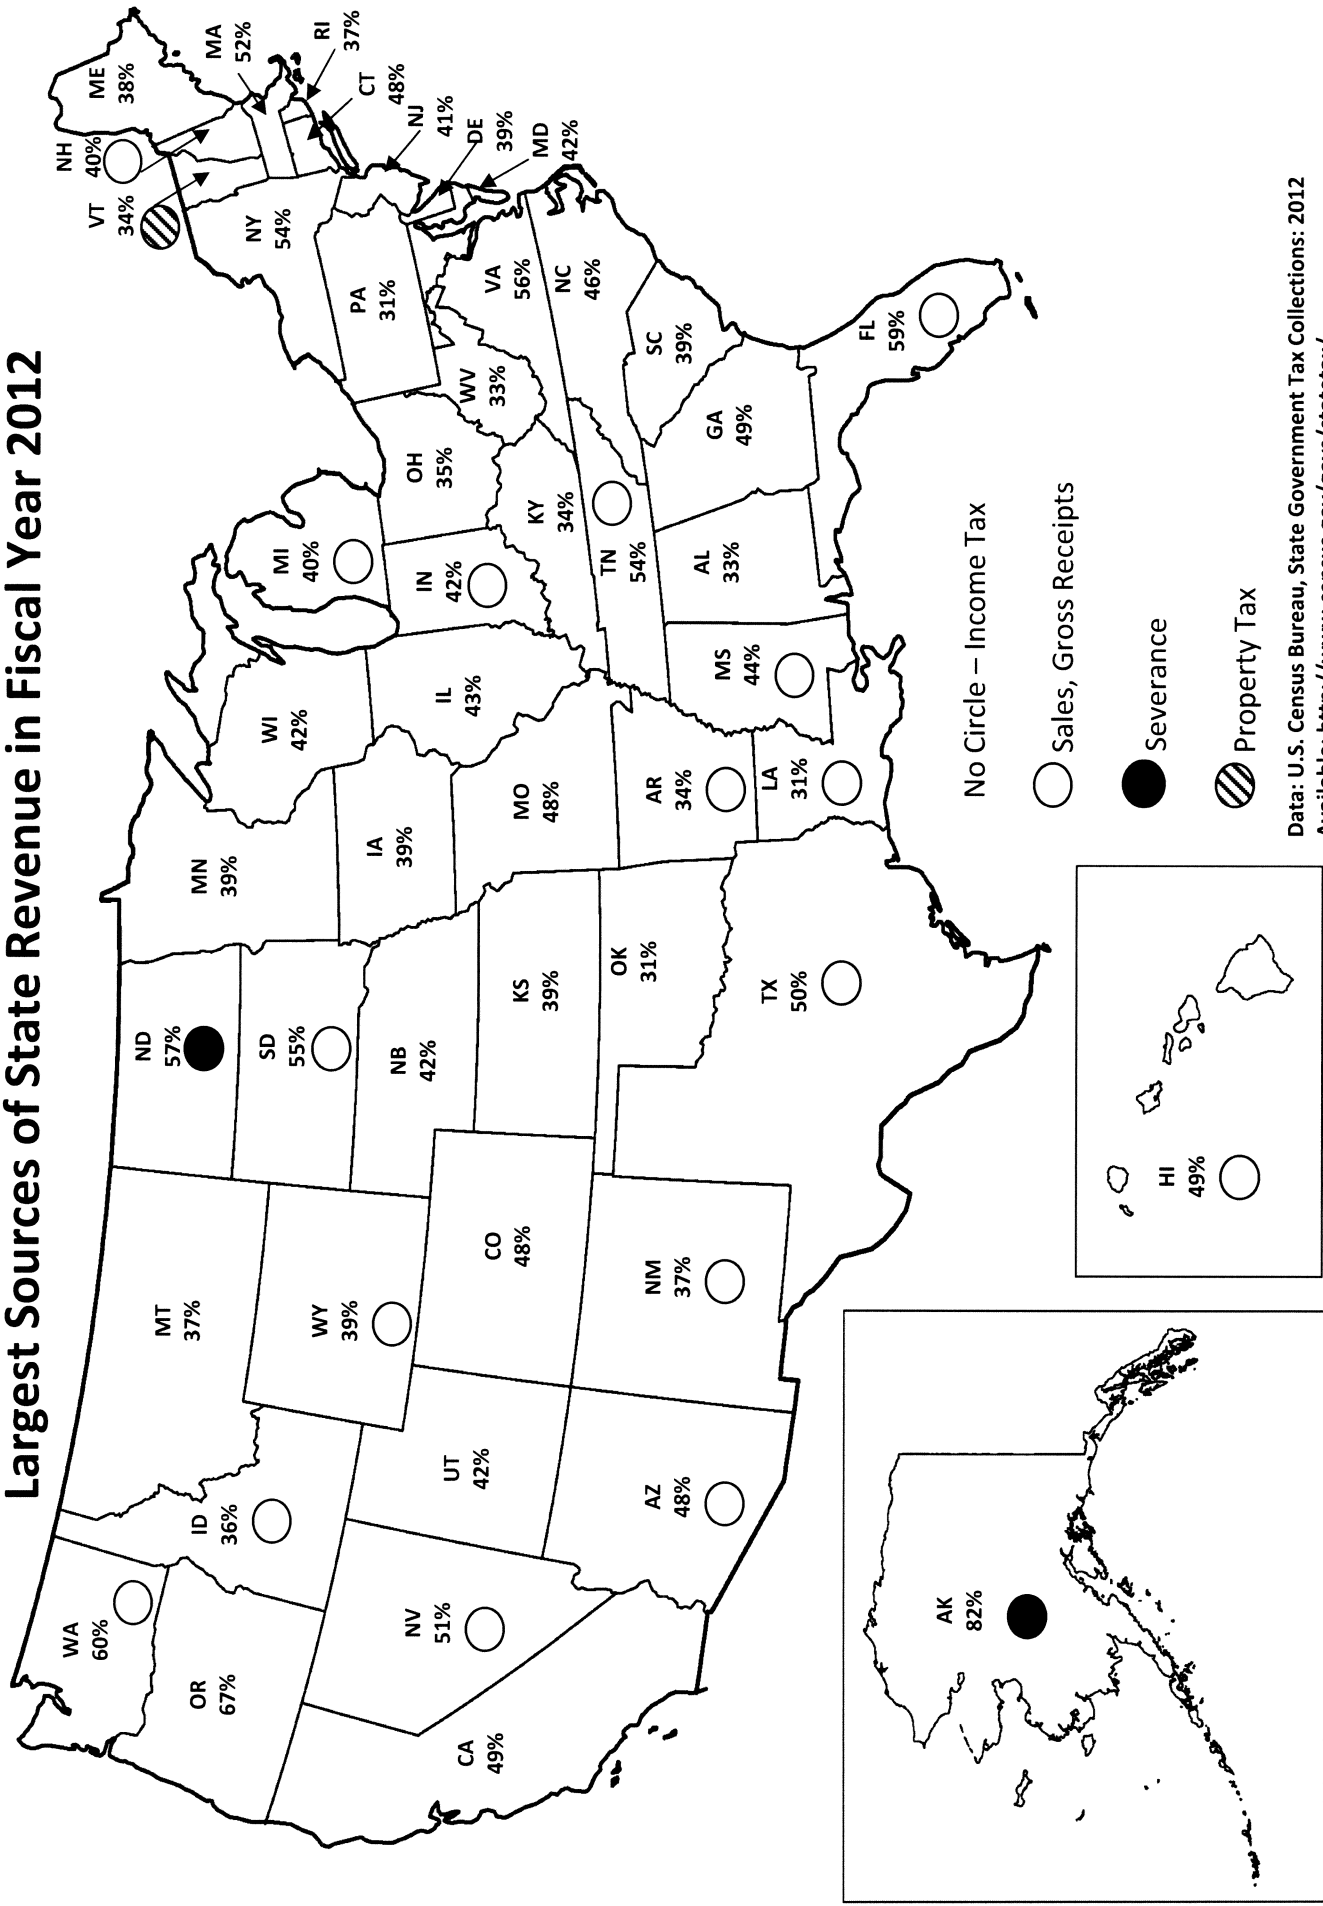 Largest Sources of State Revenue in Fiscal Year 2012
WA
60%
OR
67%
CA
49%
NV
51%
ID
36%
MT
37%
WY
39%
UT
42%
AZ
48%
CO
48%
NM
37%
ND
57%
SD
55%
NB
42%
KS
39%
OK
31%
TX
50%
MN
39%
IA
39%
MO
48%
AR
34%
LA
31%
WI
42%
IL
43%
MS
44%
MI
40%
IN
42%
KY
34%
TN
54%
AL
33%
OH
35%
WV
33%
GA
49%
FL
59%
SC
39%
NC
46%
VA
56%
PA
31%
NY
54%
VT
34%
NH
40%
ME
38%
MA
52%
RI
37%
CT
48%
NJ
41%
DE
39%
MD
42%
AK
82%
HI
49%
No Circle – Income Tax
Sales, Gross Receipts
Severance
Property Tax
Data: U.S. Census Bureau, State Government Tax Collections: 2012